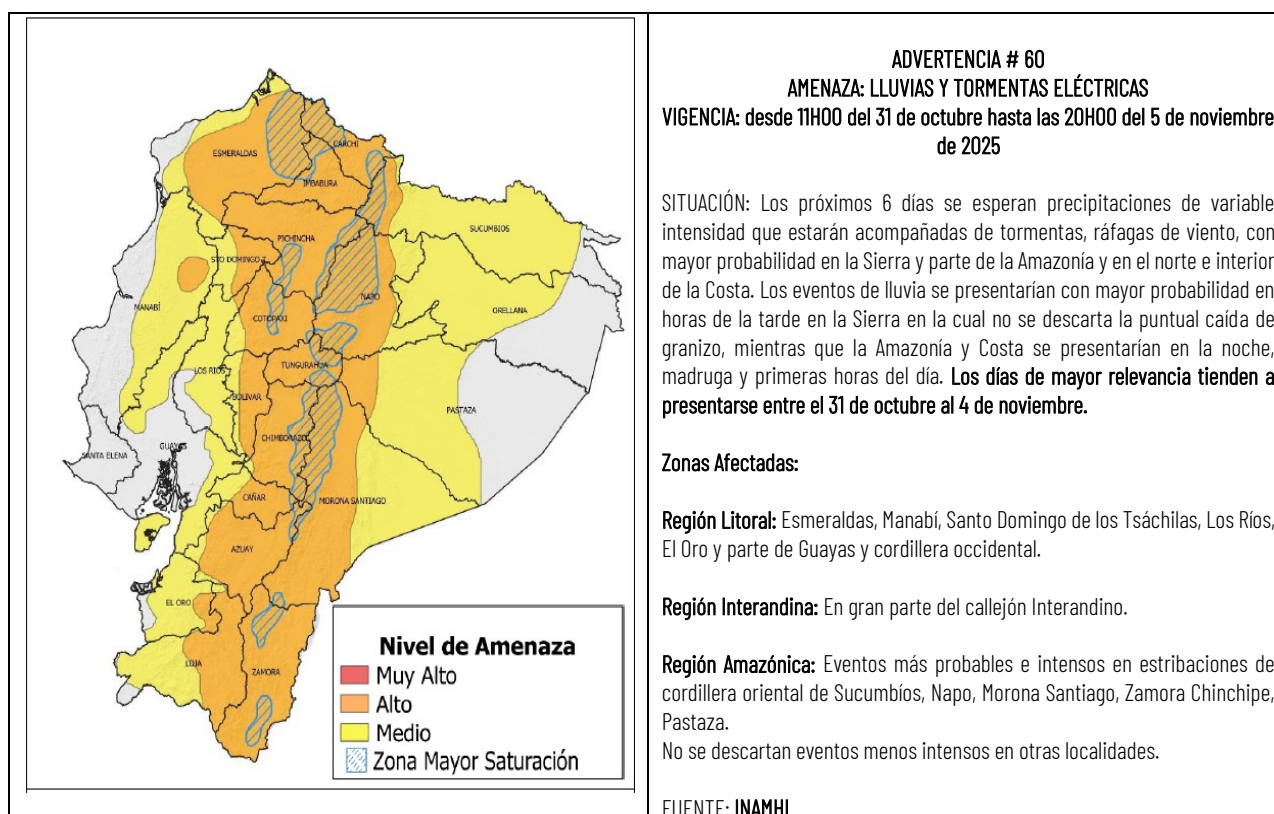 ESMERALDAS
CARCHI
IMBABURA
SUCUMBIOS
PICHINCHA
NAPO
MANABÍ
COTOPAXI
ORELLANA
TUNGURAHUA
LOS RIOS
BOLIVAR
PASTAZA
CHIMBORAZO
GUAYAS
SANTA ELENA
CAÑAR
MORONA SANTIAGO
AZUAY
EL ORO
LOJA
ZAMORA
Nivel de Amenaza
Muy Alto
Alto
Medio
Zona Mayor Saturación
ADVERTENCIA # 60
AMENAZA: LLUVIAS Y TORMENTAS ELÉCTRICAS
VIGENCIA: desde 11H00 del 31 de octubre hasta las 20H00 del 5 de noviembre
de 2025
SITUACIÓN: Los próximos 6 días se esperan precipitaciones de variable
intensidad que estarán acompañadas de tormentas, ráfagas de viento, con
mayor probabilidad en la Sierra y parte de la Amazonía y en el norte e interior
de la Costa. Los eventos de lluvia se presentarían con mayor probabilidad en
horas de la tarde en la Sierra en la cual no se descarta la puntual caída de
granizo, mientras que la Amazonía y Costa se presentarían en la noche,
madruga y primeras horas del día. Los días de mayor relevancia tienden a
presentarse entre el 31 de octubre al 4 de noviembre.
Zonas Afectadas:
Región Litoral: Esmeraldas, Manabí, Santo Domingo de los Tsáchilas, Los Ríos,
El Oro y parte de Guayas y cordillera occidental.
Región Interandina: En gran parte del callejón Interandino.
Región Amazónica: Eventos más probables e intensos en estribaciones de
cordillera oriental de Sucumbíos, Napo, Morona Santiago, Zamora Chinchipe,
Pastaza.
No se descartan eventos menos intensos en otras localidades.
FUENTE: INAMHI